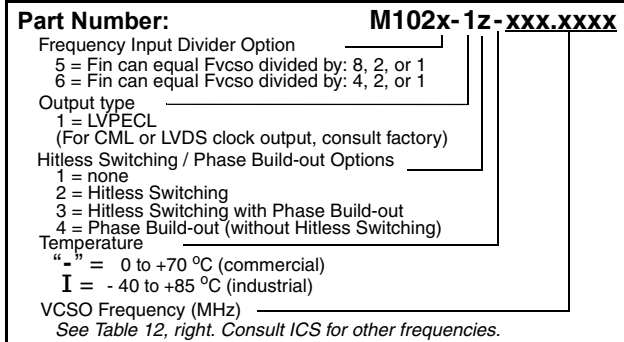 Part Number: M102x-1z-xxx.xxxx
Frequency Input Divider Option
5 = Fin can equal Fvcso divided by: 8, 2, or 1
6 = Fin can equal Fvcso divided by: 4, 2, or 1
Output type
1 = LVPECL
(For CML or LVDS clock output, consult factory)
Hitless Switching / Phase Build-out Options
1 = none
2 = Hitless Switching
3 = Hitless Switching with Phase Build-out
4 = Phase Build-out (without Hitless Switching)
Temperature
“-” = 0 to +70 ºC (commercial)
I = - 40 to +85 ºC (industrial)
VCSO Frequency (MHz)
See Table 12, right. Consult ICS for other frequencies.